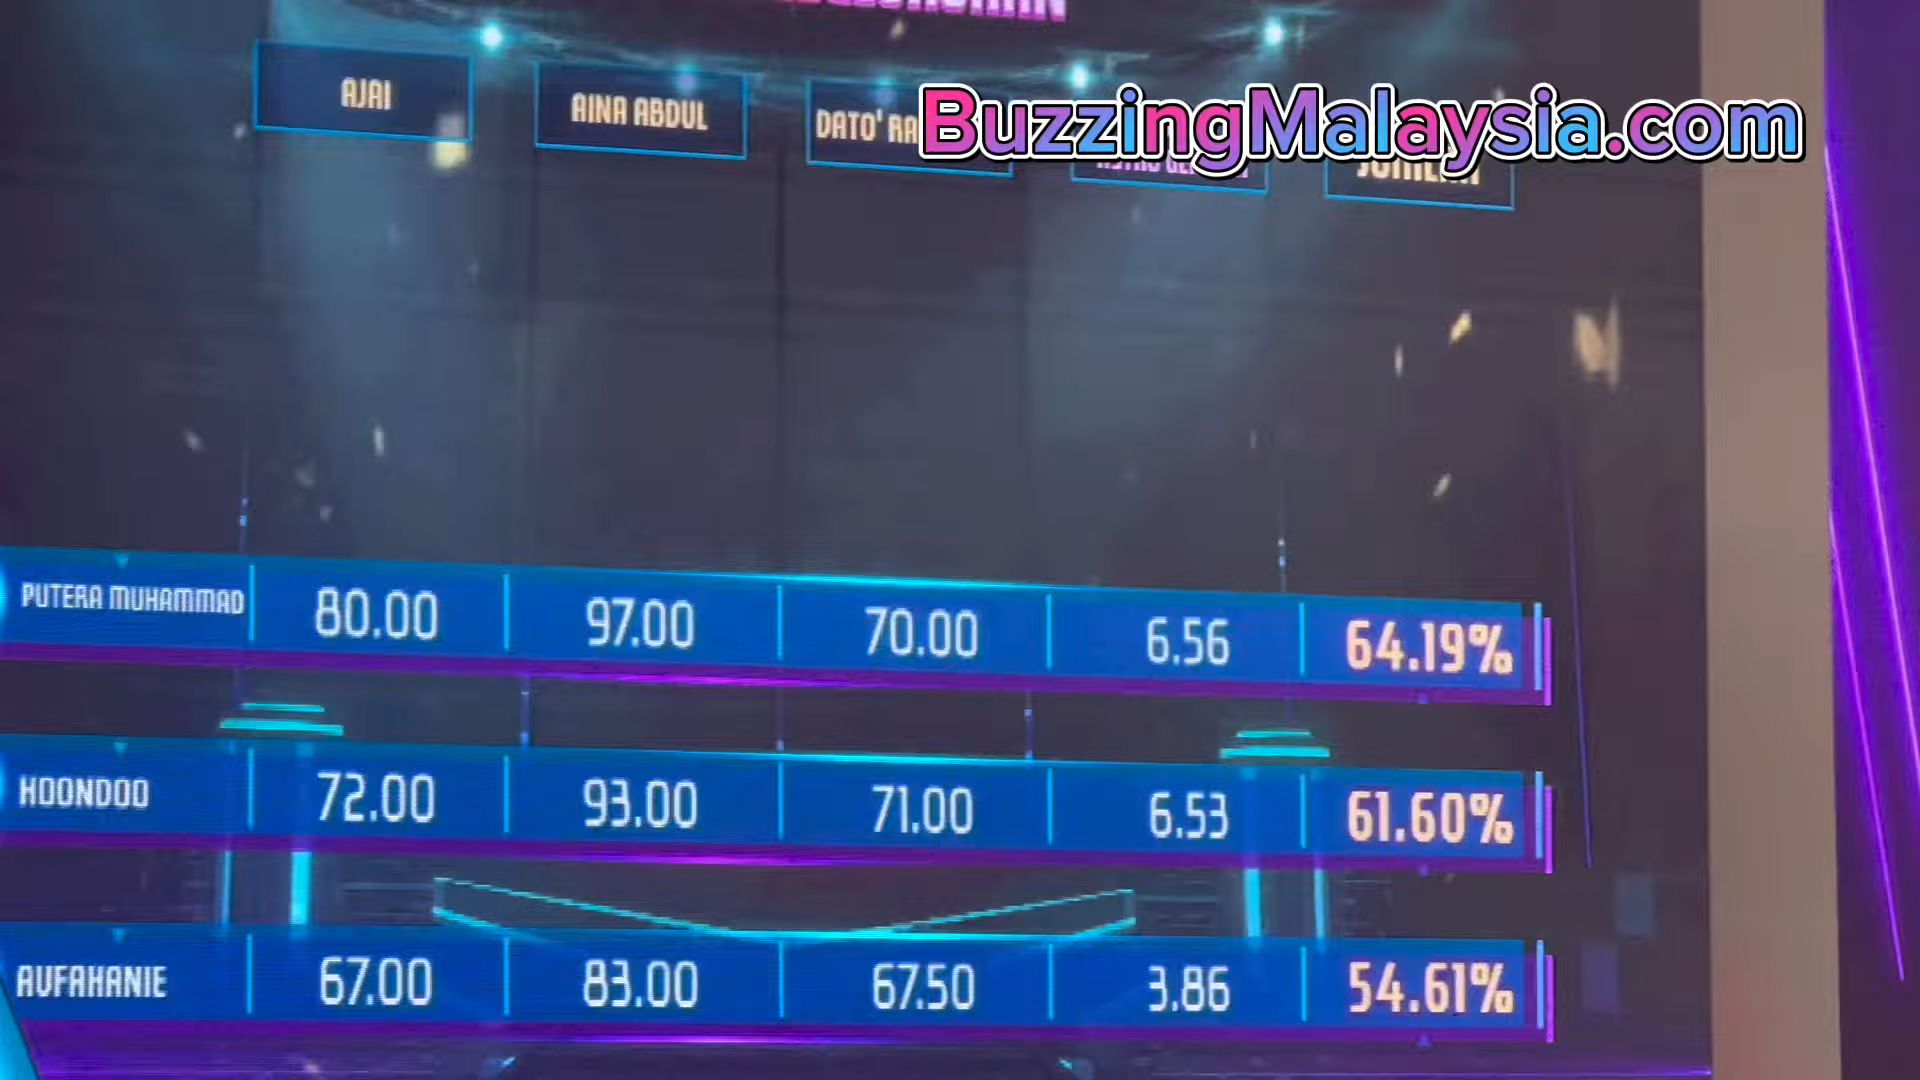 AJAI
AINA ABDUL
DATO'
BuzzingMalaysia.com
PUTERA MUHAMMAD 80.00 97.00 70.00 6.56 64.19%
KOONDOO 72.00 93.00 71.00 6.53 61.60%
AUFAHANIE 67.00 83.00 67.50 3.86 54.61%